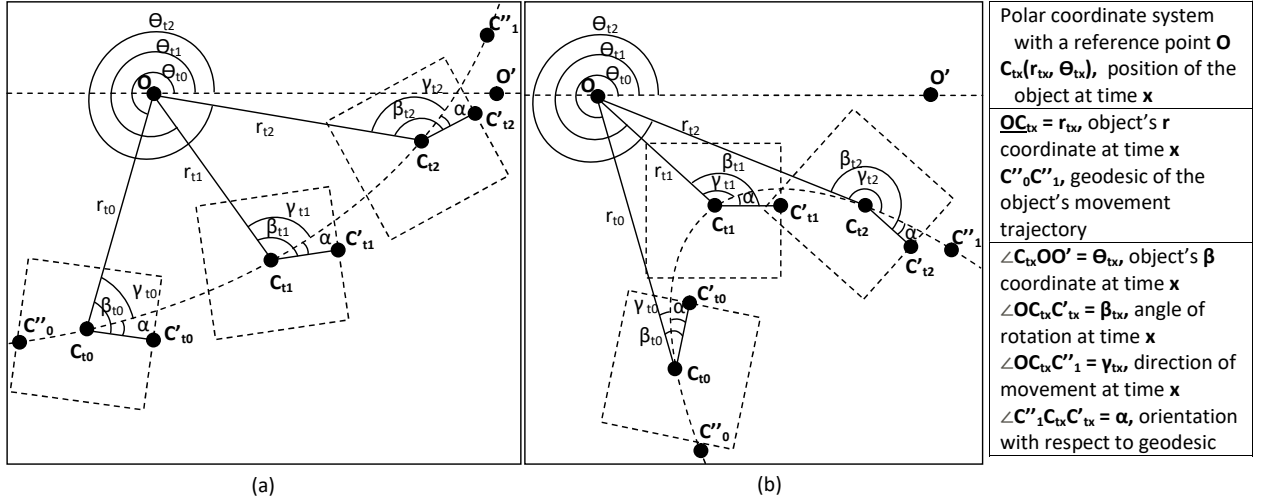 ϴt2
ϴt1
ϴt0
O
O'
C''1
γt2
βt2
α
C't2
Ct2
rt2
rt1
rt0
γt1
βt1
α
C't1
Ct1
γt0
βt0
α
C't0
Ct0
C''0
(a)
ϴt2
ϴt1
ϴt0
O
O'
rt2
rt1
rt0
βt1
γt1
α
C't1
Ct1
βt2
γt2
Ct2
α
C't2
C''1
γt0
α
C't0
βt0
Ct0
C''0
(b)
Polar coordinate system
with a reference point O
Ctx(rtx, ϴtx), position of the
object at time x
OCtx = rtx, object's r
coordinate at time x
C''0C''1, geodesic of the
object's movement
trajectory
∠CtxOO' = ϴtx, object's β
coordinate at time x
∠OCtxC'tx = βtx, angle of
rotation at time x
∠OCtxC''1 = γtx, direction of
movement at time x
∠C''1CtxC'tx = α, orientation
with respect to geodesic